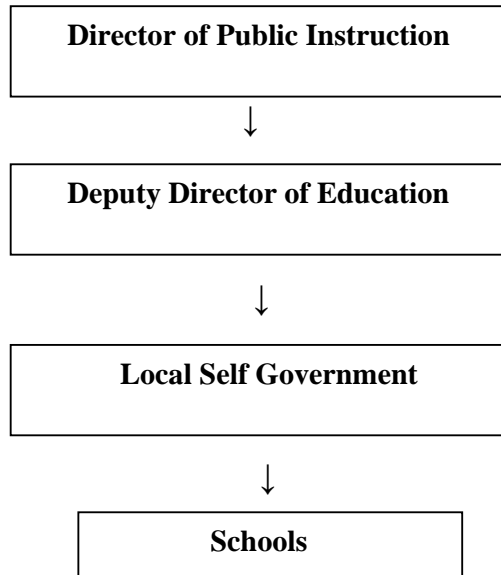 Director of Public Instruction
↓
Deputy Director of Education
↓
Local Self Government
↓
Schools